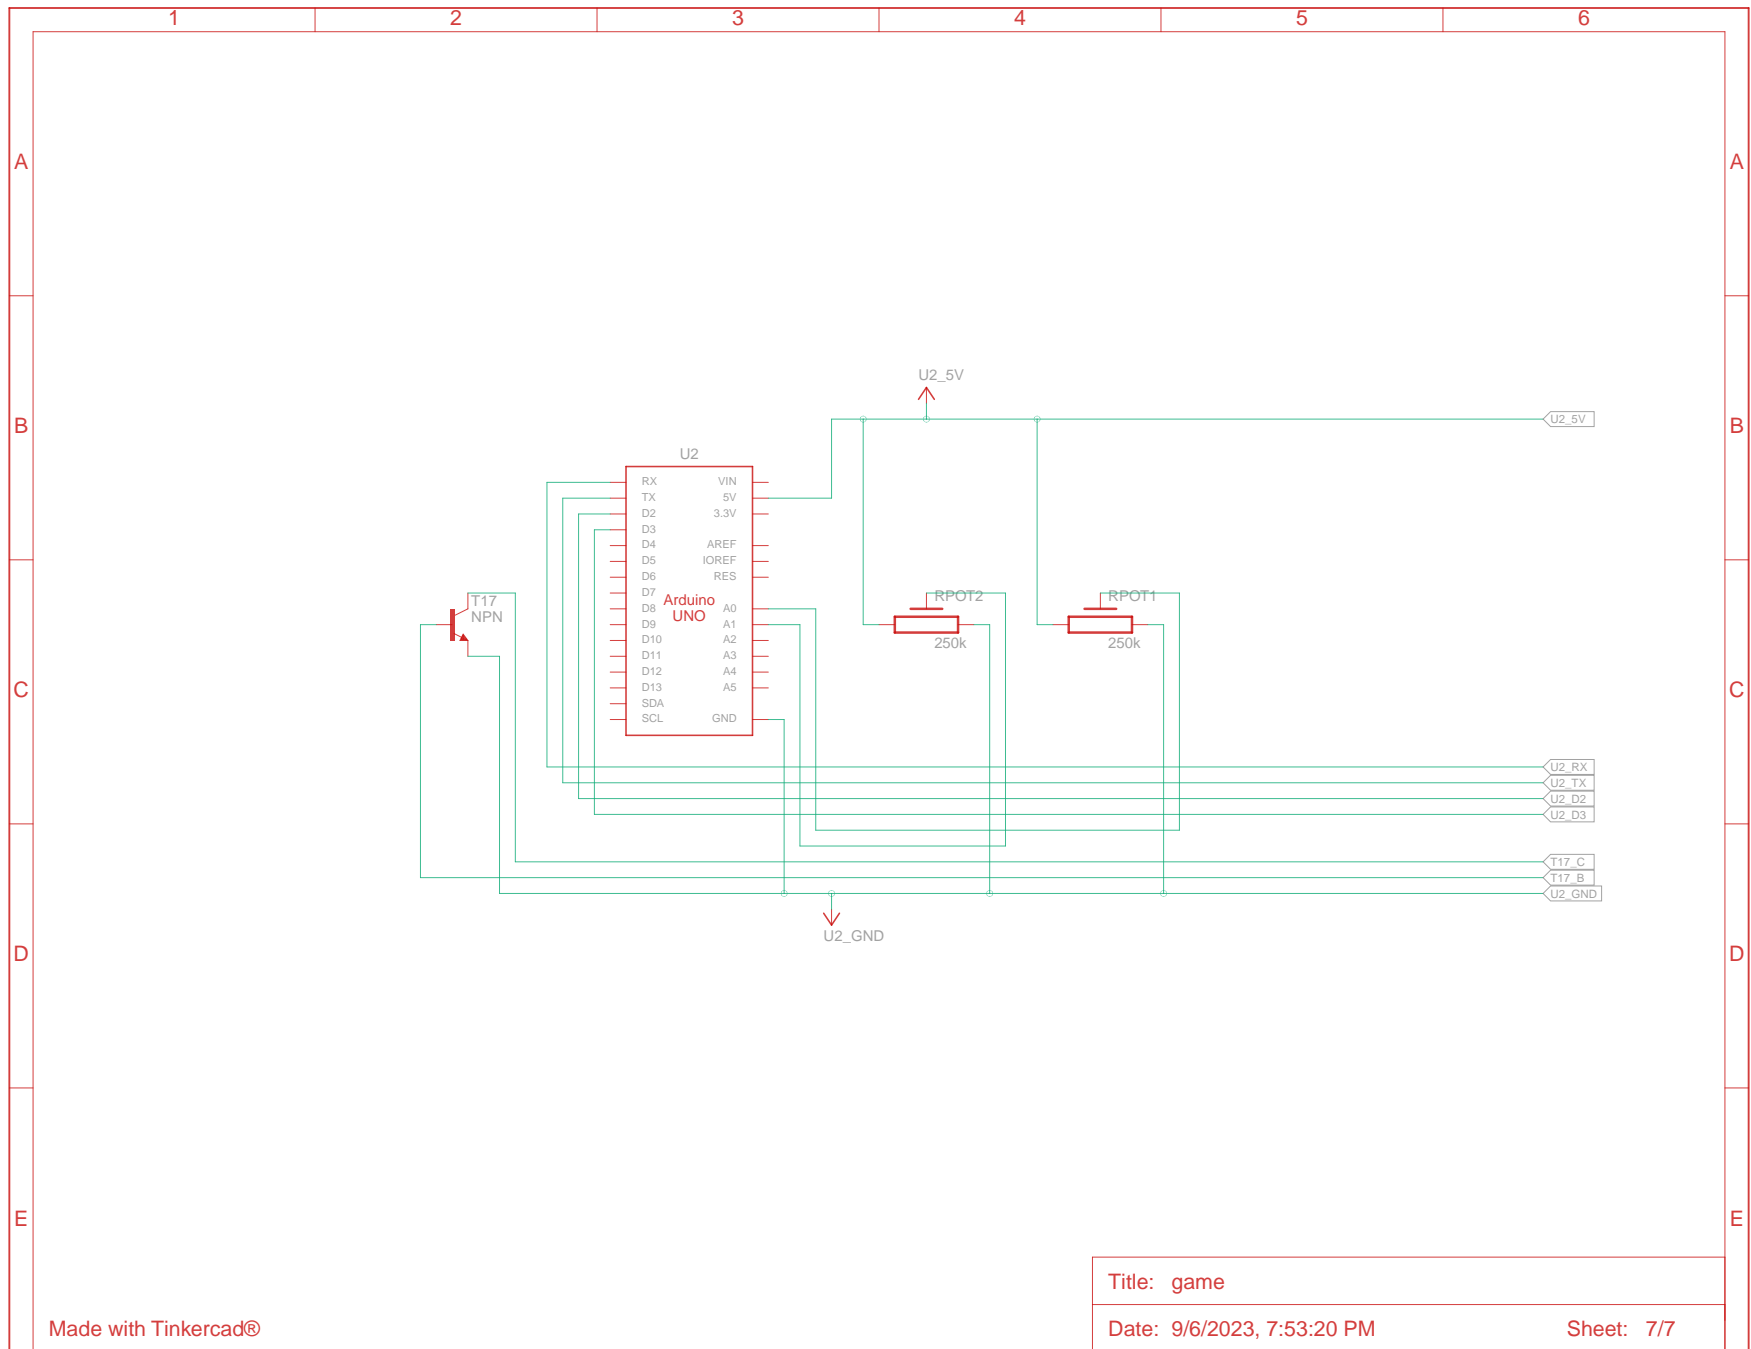 1 2 3 4 5 6
A A
U2_5V
B U2_5V B
U2
RX VIN
TX 5V
D2 3.3V
D3
D4 AREF
D5 IOREF
D6 RES
D7
Arduino
UNO
D8 A0
D9 A1
D10 A2
D11 A3
D12 A4
D13 A5
SDA
SCL GND
T17
NPN
RPOT2 RPOT1
250k 250k
C C
U2_RX
U2_TX
U2_D2
U2_D3
T17_C
T17_B
U2_GND
U2_GND
D D
E E
Title: game
Made with Tinkercad®
Date: 9/6/2023, 7:53:20 PM Sheet: 7/7